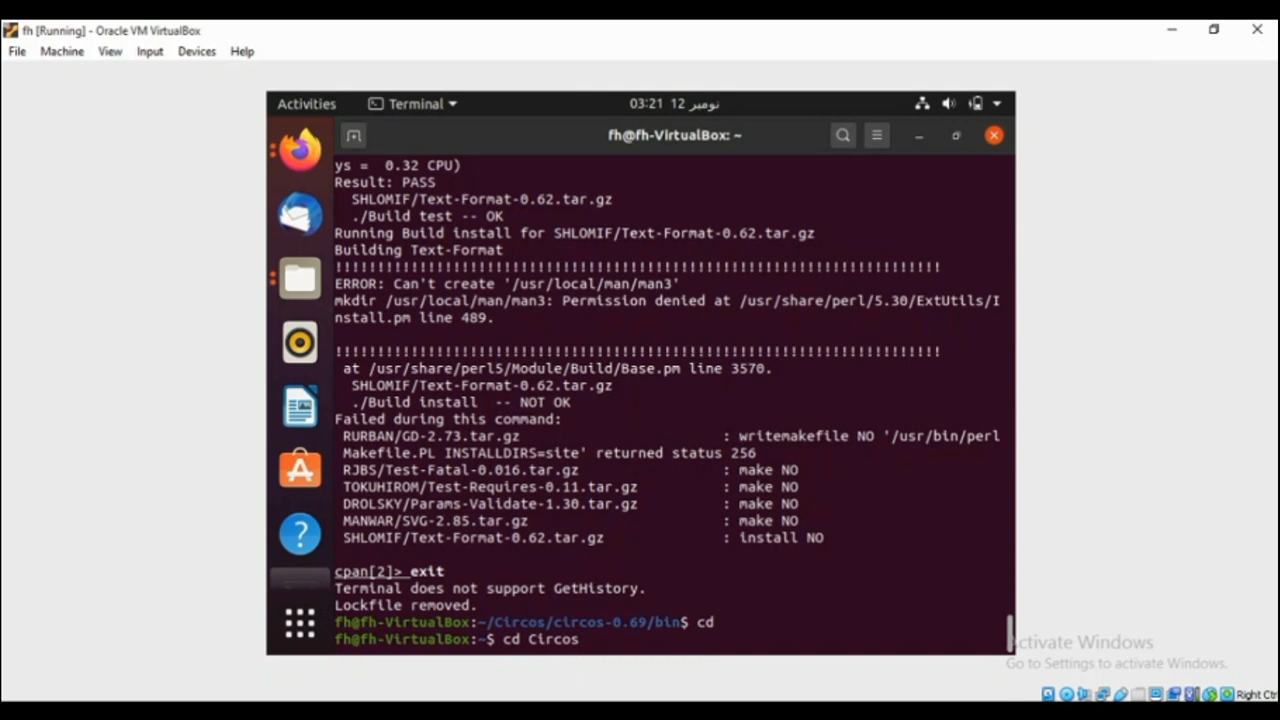 fh [Running] - Oracle VM VirtualBox
File Machine View Input Devices Help
Activities Terminal 03:21 12 نومبر
fh@fh-VirtualBox: ~
ys =  0.32 CPU)
Result: PASS
  SHLOMIF/Text-Format-0.62.tar.gz
  ./Build test -- OK
Running Build install for SHLOMIF/Text-Format-0.62.tar.gz
Building Text-Format
!!!!!!!!!!!!!!!!!!!!!!!!!!!!!!!!!!!!!!!!!!!!!!!!!!!!!!!!!!!!!!!!!!!!!!!!
ERROR: Can't create '/usr/local/man/man3'
mkdir /usr/local/man/man3: Permission denied at /usr/share/perl/5.30/ExtUtils/I
nstall.pm line 489.
!!!!!!!!!!!!!!!!!!!!!!!!!!!!!!!!!!!!!!!!!!!!!!!!!!!!!!!!!!!!!!!!!!!!!!!!
 at /usr/share/perl5/Module/Build/Base.pm line 3570.
  SHLOMIF/Text-Format-0.62.tar.gz
  ./Build install  -- NOT OK
Failed during this command:
 RURBAN/GD-2.73.tar.gz                        : writemakefile NO '/usr/bin/perl
 Makefile.PL INSTALLDIRS=site' returned status 256
 RJBS/Test-Fatal-0.016.tar.gz                 : make NO
 TOKUHIROM/Test-Requires-0.11.tar.gz          : make NO
 DROLSKY/Params-Validate-1.30.tar.gz          : make NO
 MANWAR/SVG-2.85.tar.gz                       : make NO
 SHLOMIF/Text-Format-0.62.tar.gz              : install NO
cpan[2]> exit
Terminal does not support GetHistory.
Lockfile removed.
fh@fh-VirtualBox:~/Circos/circos-0.69/bin$ cd
fh@fh-VirtualBox:~$ cd Circos
Activate Windows
Go to Settings to activate Windows.
Right Ctr